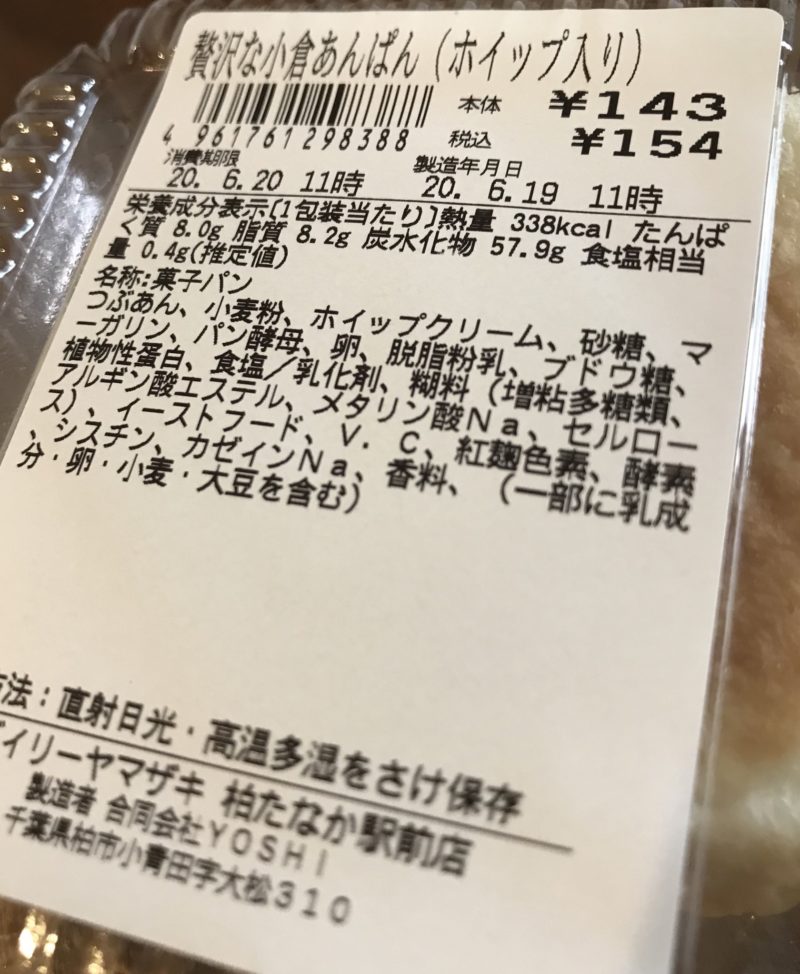 贅沢な小倉あんぱん(ホイップ入り)
本体 ¥143
4 961761 298388 税込 ¥154
消費期限 製造年月日
20. 6.20 11時 20. 6.19 11時
栄養成分表示[1包装当たり]熱量 338kcal たんぱ
く質 8.0g 脂質 8.2g 炭水化物 57.9g 食塩相当
量 0.4g(推定値)
名称:菓子パン
つぶあん、小麦粉、ホイップクリーム、砂糖、マ
ーガリン、パン酵母、卵、脱脂粉乳、ブドウ糖、
植物性蛋白、食塩/乳化剤、糊料(増粘多糖類、
アルギン酸エステル、メタリン酸Na、セルロー
ス)、イーストフード、V.C、紅麹色素、酵素
、シスチン、カゼインNa、香料、(一部に乳成
分・卵・小麦・大豆を含む)
法:直射日光・高温多湿をさけ保存
イリーヤマザキ 柏たなか駅前店
製造者 合同会社YOSHI
千葉県柏市小青田字大松310